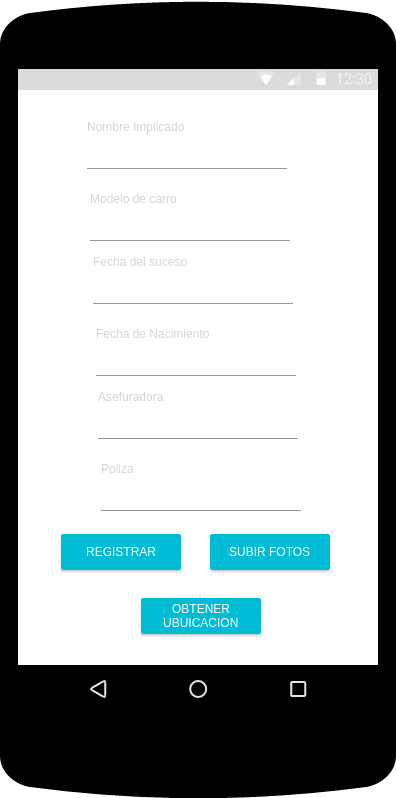 12:30
Nombre Implicado
Modelo de carro
Fecha del suceso
Fecha de Nacimiento
Asefuradora
Poliza
REGISTRAR
SUBIR FOTOS
OBTENER
UBUICACION